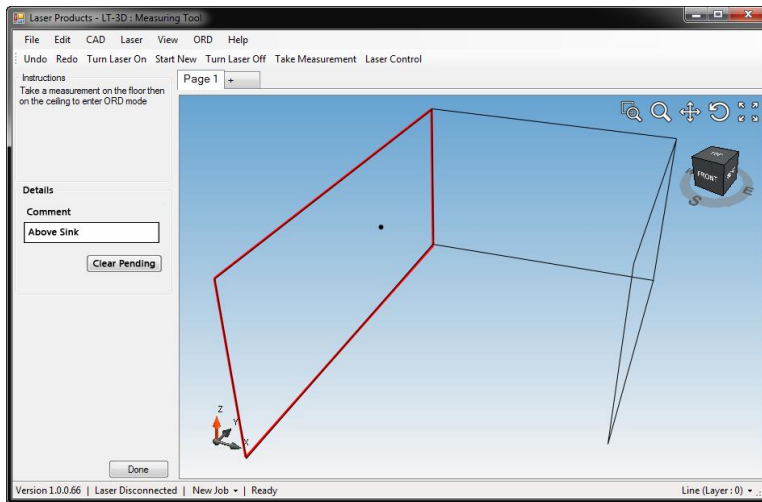 Laser Products - LT-3D : Measuring Tool
File Edit CAD Laser View ORD Help
Undo Redo Turn Laser On Start New Turn Laser Off Take Measurement Laser Control
Instructions
Take a measurement on the floor then
on the ceiling to enter ORD mode
Page 1 +
FRONT
S E
Details
Comment
Above Sink
Clear Pending
Z
Y
X
Done
Version 1.0.0.66 | Laser Disconnected | New Job | Ready Line (Layer : 0)